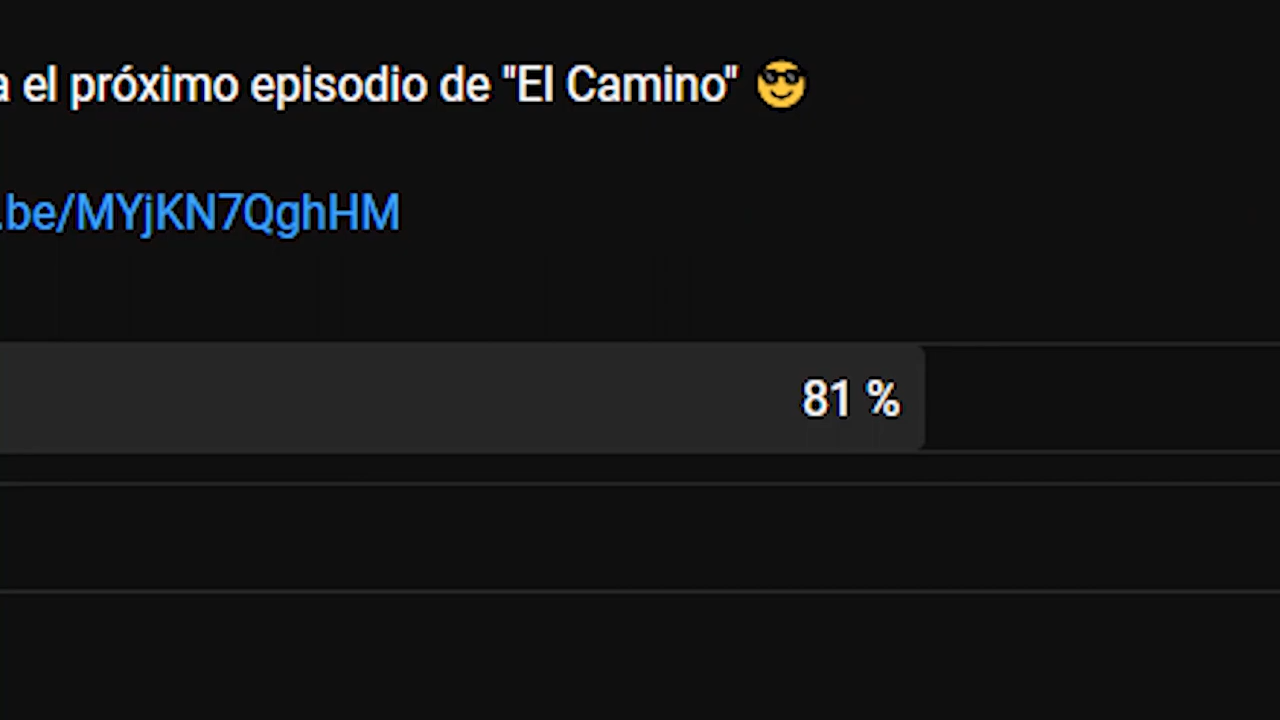 a el próximo episodio de "El Camino" 😎
.be/MYjKN7QghHM
81 %